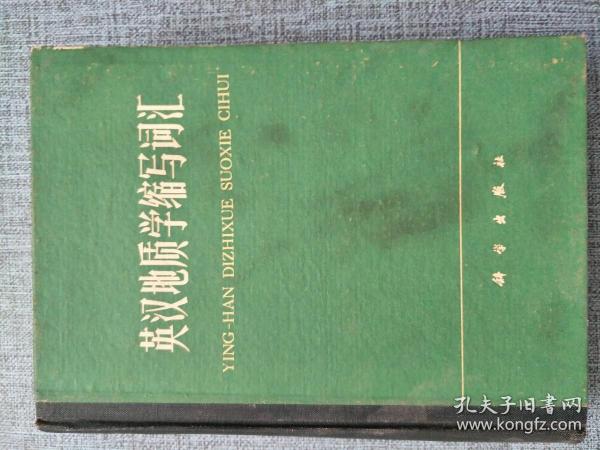 英汉地质学缩写词汇
YING-HAN DIZHIXUE SUOXIE CIHUI
科学出版社
孔夫子旧书网
www.kongfz.com